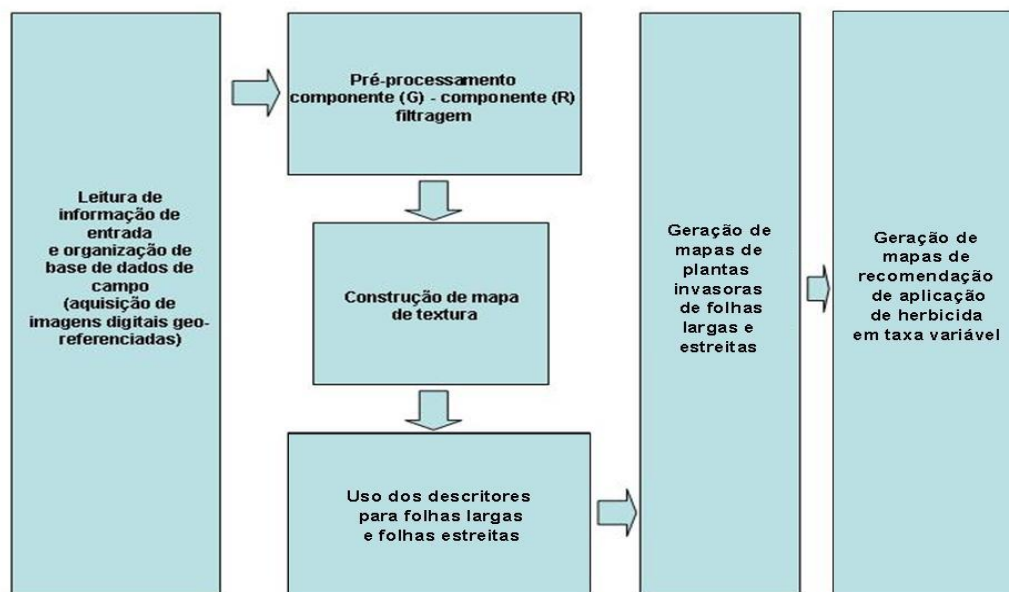 Leitura de
informação de
entrada
e organização de
base de dados de
campo
(aquisição de
imagens digitais geo-
referenciadas)
Pré-processamento
componente (G) - componente (R)
filtragem
Construção de mapa
de textura
Uso dos descritores
para folhas largas
e folhas estreitas
Geração de
mapas de
plantas
invasoras
de folhas
largas e
estreitas
Geração de
mapas de
recomendação
de aplicação
de herbicida
em taxa variável